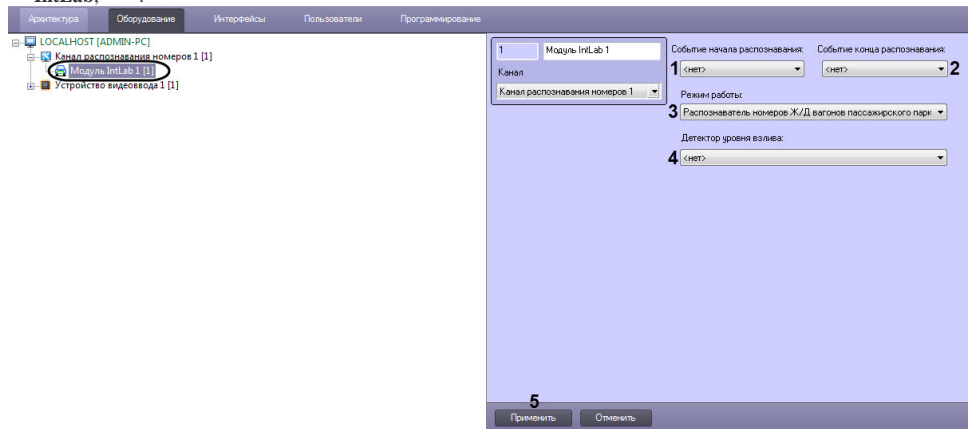 IntLab,
Архитектура Оборудование Интерфейсы Пользователи Программирование
LOCALHOST [ADMIN-PC]
Канал распознавания номеров 1 [1]
Модуль IntLab 1 [1]
Устройство видеоввода 1 [1]
1 Модуль IntLab 1
Канал
Канал распознавания номеров 1
Событие начала распознавания: Событие конца распознавания:
1 <нет> <нет> 2
Режим работы:
3 Распознаватель номеров Ж/Д вагонов пассажирского парк
Детектор уровня взлива:
4 <нет>
5
Применить Отменить